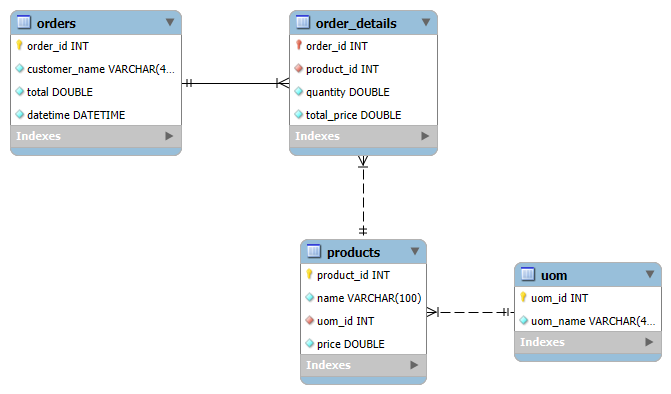 orders
order_id INT
customer_name VARCHAR(4...
total DOUBLE
datetime DATETIME
Indexes
order_details
order_id INT
product_id INT
quantity DOUBLE
total_price DOUBLE
Indexes
products
product_id INT
name VARCHAR(100)
uom_id INT
price DOUBLE
Indexes
uom
uom_id INT
uom_name VARCHAR(4...
Indexes